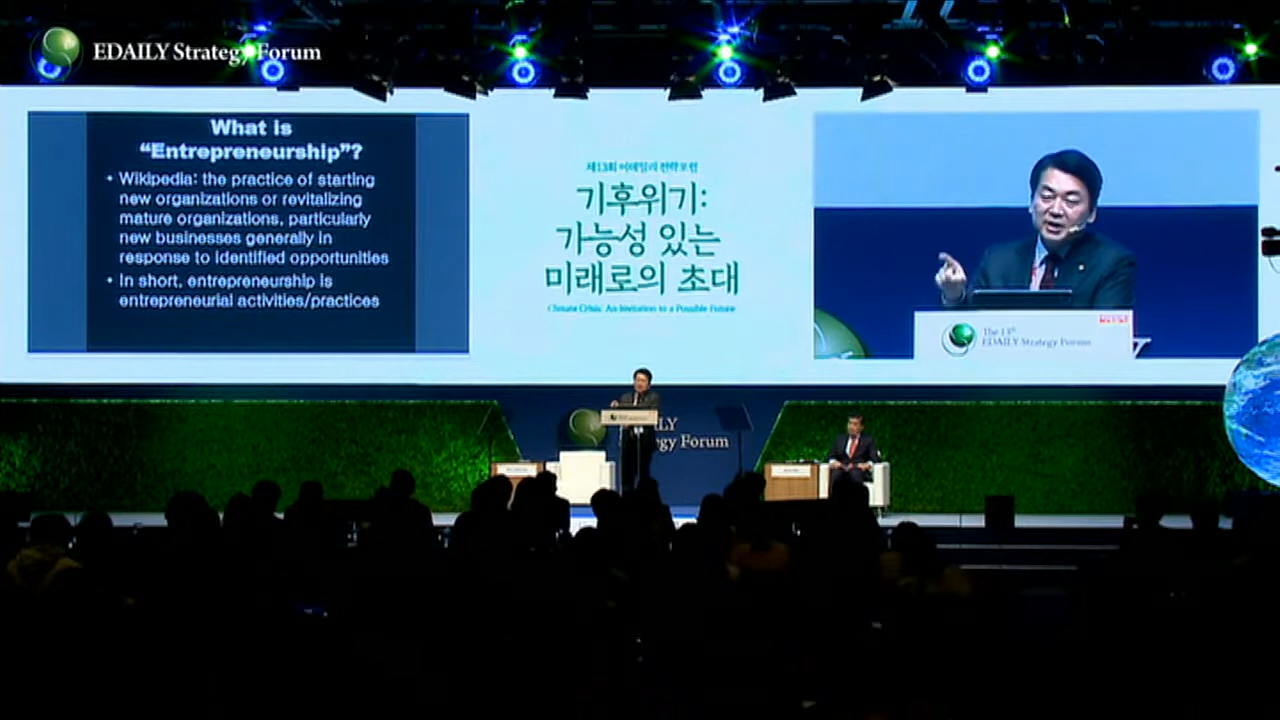 EDAILY Strategy Forum
What is
“Entrepreneurship”?
• Wikipedia: the practice of starting
new organizations or revitalizing
mature organizations, particularly
new businesses generally in
response to identified opportunities
• In short, entrepreneurship is
entrepreneurial activities/practices
제13회 이데일리 전략포럼
기후위기:
가능성 있는
미래로의 초대
Climate Crisis: An Invitation to a Possible Future
The 13th
EDAILY Strategy Forum
LY
egy Forum